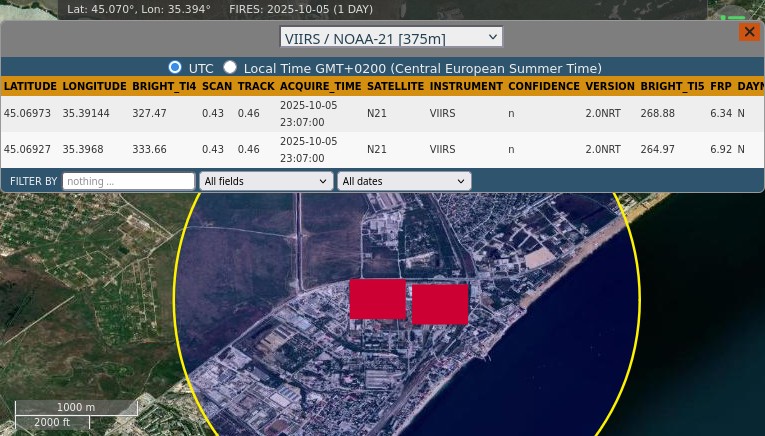 Lat: 45.070°, Lon: 35.394° FIRES: 2025-10-05 (1 DAY)
VIIRS / NOAA-21 [375m]
UTC Local Time GMT+0200 (Central European Summer Time)
LATITUDE LONGITUDE BRIGHT_TI4 SCAN TRACK ACQUIRE_TIME SATELLITE INSTRUMENT CONFIDENCE VERSION BRIGHT_TI5 FRP DAYN
45.06973 35.39144 327.47 0.43 0.46 2025-10-05 23:07:00 N21 VIIRS n 2.0NRT 268.88 6.34 N
45.06927 35.3968 333.66 0.43 0.46 2025-10-05 23:07:00 N21 VIIRS n 2.0NRT 264.97 6.92 N
FILTER BY nothing ... All fields All dates
1000 m
2000 ft